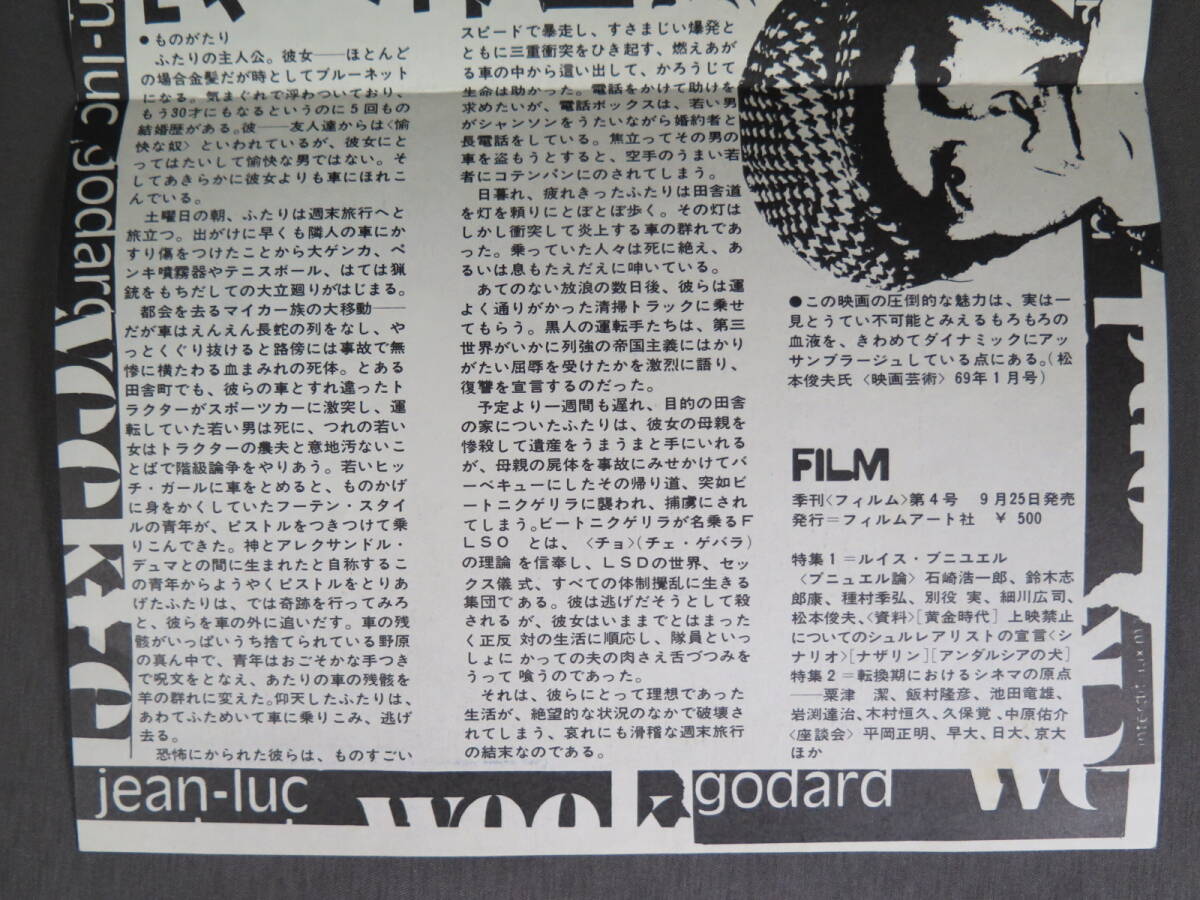 ●ものがたり
ふたりの主人公。彼女――ほとんど
の場合金髪だが時としてブルーネット
になる。気まぐれで浮わついており、
もう30才にもなるというのに5回もの
結婚歴がある。彼――友人達からは〈愉
快な奴〉といわれているが、彼女にと
ってはたいして愉快な男ではない。そ
してあきらかに彼女よりも車にほれこ
んでいる。
土曜日の朝、ふたりは週末旅行へと
旅立つ。出がけに早くも隣人の車にか
すり傷をつけたことから大ゲンカ、ペ
ンキ噴霧器やテニスボール、はては猟
銃をもちだしての大立廻りがはじまる。
都会を去るマイカー族の大移動――
だが車はえんえん長蛇の列をなし、や
っとくぐり抜けると路傍には事故で無
惨に横たわる血まみれの死体。とある
田舎町でも、彼らの車とすれ違ったト
ラクターがスポーツカーに激突し、運
転していた若い男は死に、つれの若い
女はトラクターの農夫と意地汚ないこ
とばで階級論争をやりあう。若いヒッ
チ・ガールに車をとめると、ものかげ
に身をかくしていたフーテン・スタイ
ルの青年が、ピストルをつきつけて乗
りこんできた。神とアレクサンドル・
デュマとの間に生まれたと自称するこ
の青年からようやくピストルをとりあ
げたふたりは、では奇跡を行ってみろ
と、彼らを車の外に追いだす。車の残
骸がいっぱいうち捨てられている野原
の真ん中で、青年はおごそかな手つき
で呪文をとなえ、あたりの車の残骸を
羊の群れに変えた。仰天したふたりは、
あわてふためいて車に乗りこみ、逃げ
去る。
恐怖にかられた彼らは、ものすごい
スピードで暴走し、すさまじい爆発と
ともに三重衝突をひき起す、燃えあが
る車の中から這い出して、かろうじて
生命は助かった。電話をかけて助けを
求めたいが、電話ボックスは、若い男
がシャンソンをうたいながら婚約者と
長電話をしている。焦立ってその男の
車を盗もうとすると、空手のうまい若
者にコテンパンにのされてしまう。
日暮れ、疲れきったふたりは田舎道
を灯を頼りにとぼとぼ歩く。その灯は
しかし衝突して炎上する車の群れであ
った。乗っていた人々は死に絶え、あ
るいは息もたえだえに呻いている。
あてのない放浪の数日後、彼らは運
よく通りがかった清掃トラックに乗せ
てもらう。黒人の運転手たちは、第三
世界がいかに列強の帝国主義にはかり
がたい屈辱を受けたかを激烈に語り、
復讐を宣言するのだった。
予定より一週間も遅れ、目的の田舎
の家についたふたりは、彼女の母親を
惨殺して遺産をうまうまと手にいれる
が、母親の屍体を事故にみせかけてバ
ーベキューにしたその帰り道、突如ビ
ートニクゲリラに襲われ、捕虜にされ
てしまう。ビートニクゲリラが名乗るF
LSOとは、〈チョ〉(チェ・ゲバラ)
の理論を信奉し、LSDの世界、セッ
クス儀式、すべての体制攪乱に生きる
集団である。彼は逃げだそうとして殺
されるが、彼女はいままでとはまった
く正反対の生活に順応し、隊員といっ
しょにかっての夫の肉さえ舌づつみを
うって喰うのであった。
それは、彼らにとって理想であった
生活が、絶望的な状況のなかで破壊さ
れてしまう、哀れにも滑稽な週末旅行
の結末なのである。
●この映画の圧倒的な魅力は、実は一
見とうてい不可能とみえるもろもろの
血液を、きわめてダイナミックにアッ
サンブラージュしている点にある。(松
本俊夫氏〈映画芸術〉69年1月号)
FILM
季刊〈フィルム〉第4号 9月25日発売
発行=フィルムアート社 ¥500
特集1=ルイス・ブニュエル
〈ブニュエル論〉石崎浩一郎、鈴木志
郎康、種村季弘、別役 実、細川広司、
松本俊夫、〈資料〉[黄金時代]上映禁止
についてのシュルレアリストの宣言〈シ
ナリオ〉[ナザリン][アンダルシアの犬]
特集2=転換期におけるシネマの原点
――粟津 潔、飯村隆彦、池田竜雄、
岩渕達治、木村恒久、久保覚、中原佑介
〈座談会〉平岡正明、早大、日大、京大
ほか
n-luc godard
jean-luc
week
godard
we